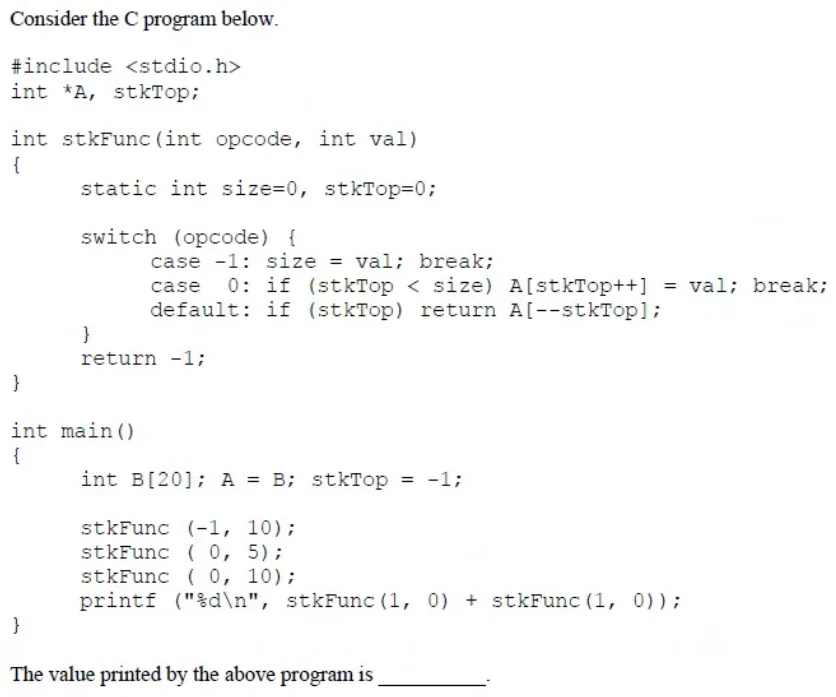 Consider the C program below.
#include <stdio.h>
int *A, stkTop;
int stkFunc(int opcode, int val)
{
static int size=0, stkTop=0;
switch (opcode) {
case -1: size = val; break;
case 0: if (stkTop < size) A[stkTop++] = val; break;
default: if (stkTop) return A[--stkTop];
}
return -1;
}
int main()
{
int B[20]; A = B; stkTop = -1;
stkFunc (-1, 10);
stkFunc ( 0, 5);
stkFunc ( 0, 10);
printf ("%d\n", stkFunc(1, 0) + stkFunc(1, 0));
}
The value printed by the above program is __________.